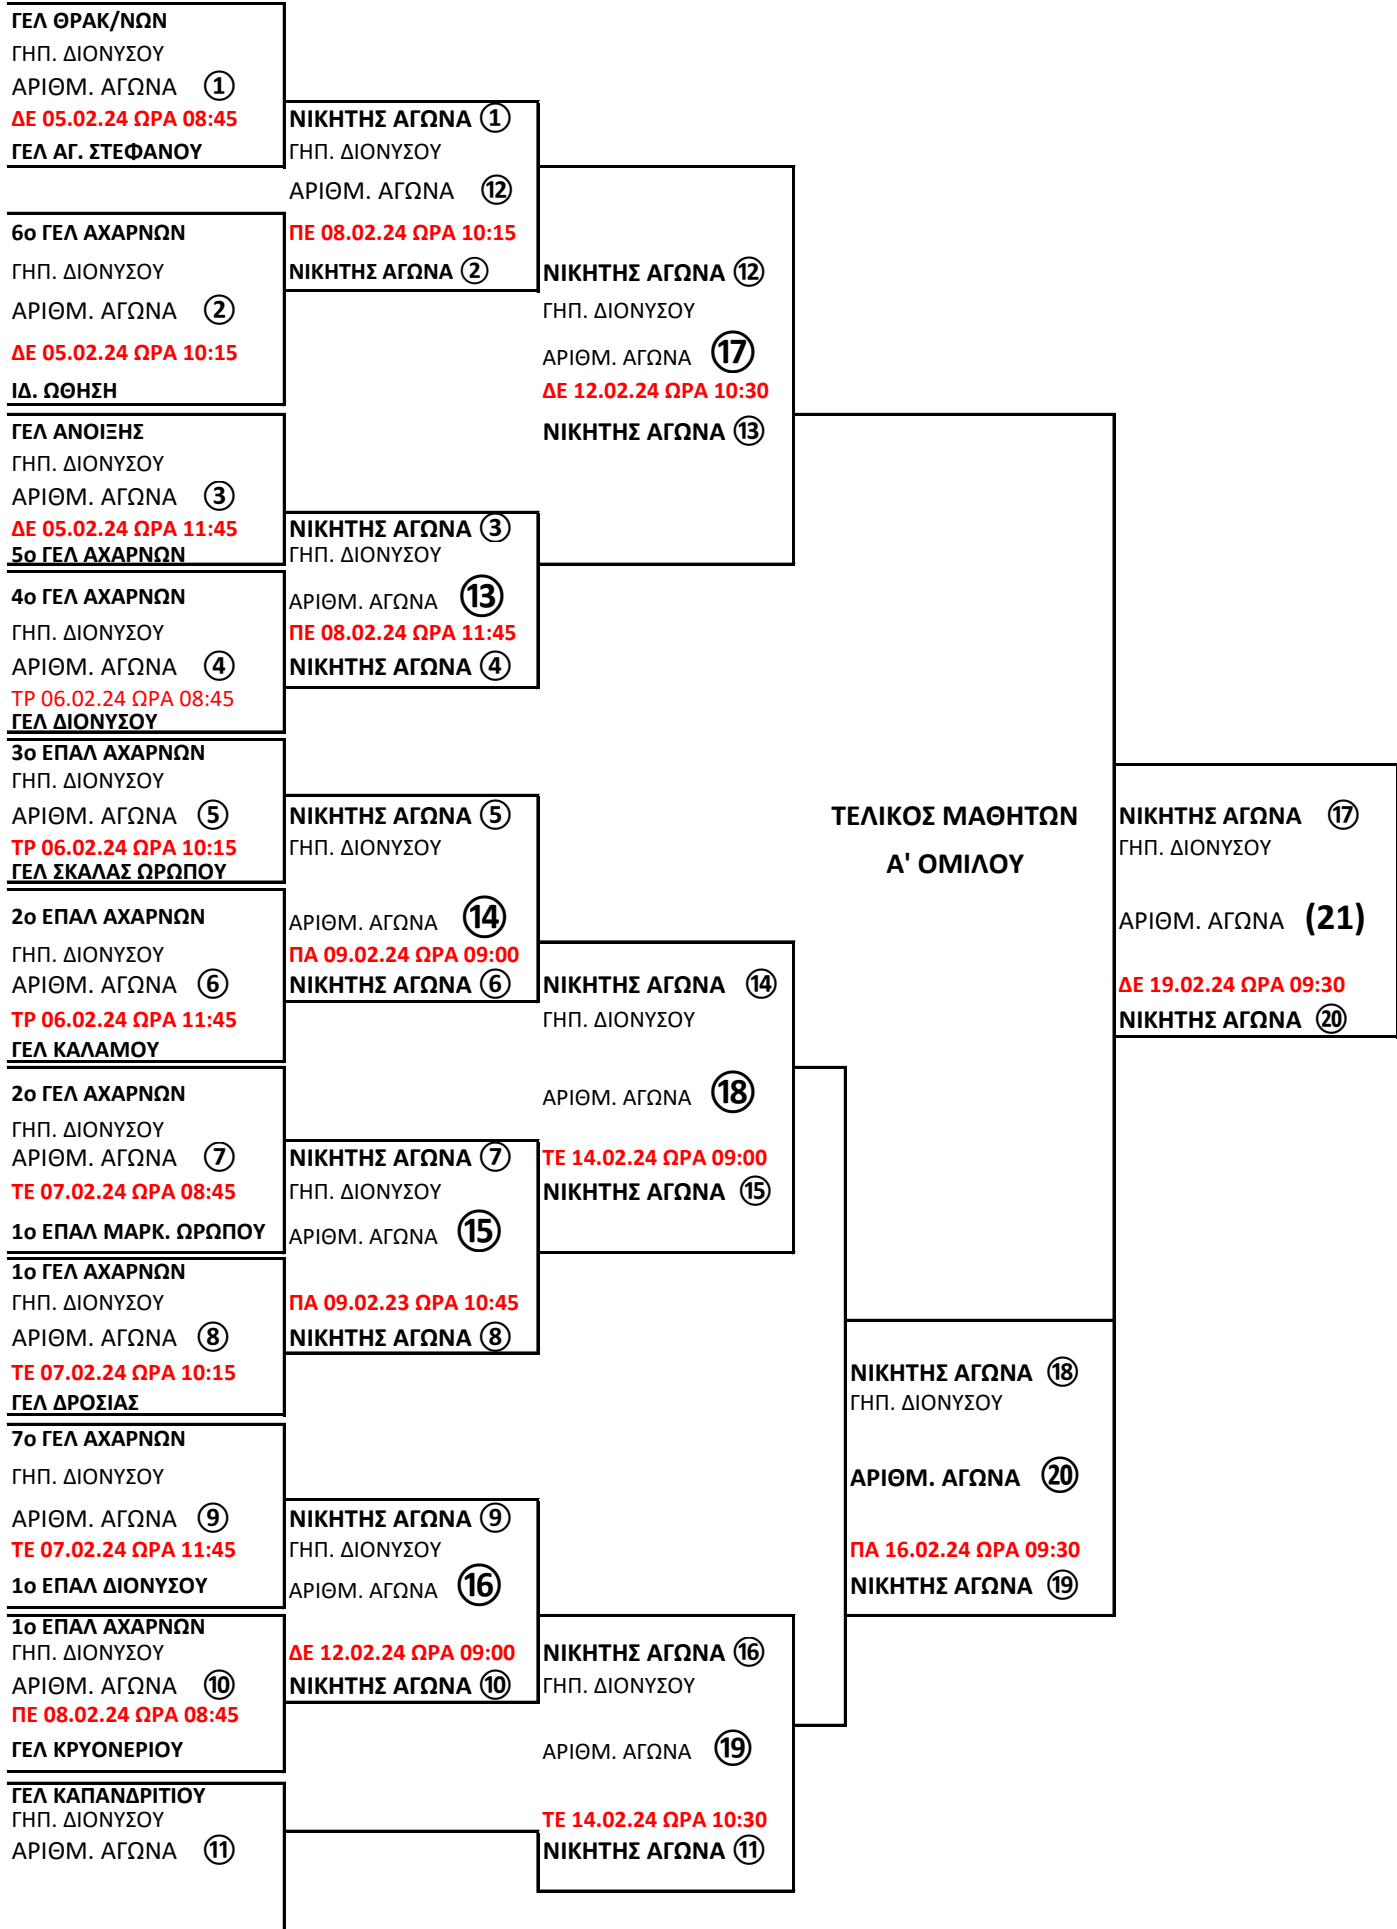 ΓΕΛ ΘΡΑΚ/ΝΩΝ
ΓΗΠ. ΔΙΟΝΥΣΟΥ
ΑΡΙΘΜ. ΑΓΩΝΑ ①
ΔΕ 05.02.24 ΩΡΑ 08:45
ΓΕΛ ΑΓ. ΣΤΕΦΑΝΟΥ
6ο ΓΕΛ ΑΧΑΡΝΩΝ
ΓΗΠ. ΔΙΟΝΥΣΟΥ
ΑΡΙΘΜ. ΑΓΩΝΑ ②
ΔΕ 05.02.24 ΩΡΑ 10:15
ΙΔ. ΩΘΗΣΗ
ΓΕΛ ΑΝΟΙΞΗΣ
ΓΗΠ. ΔΙΟΝΥΣΟΥ
ΑΡΙΘΜ. ΑΓΩΝΑ ③
ΔΕ 05.02.24 ΩΡΑ 11:45
5ο ΓΕΛ ΑΧΑΡΝΩΝ
4ο ΓΕΛ ΑΧΑΡΝΩΝ
ΓΗΠ. ΔΙΟΝΥΣΟΥ
ΑΡΙΘΜ. ΑΓΩΝΑ ④
ΤΡ 06.02.24 ΩΡΑ 08:45
ΓΕΛ ΔΙΟΝΥΣΟΥ
3ο ΕΠΑΛ ΑΧΑΡΝΩΝ
ΓΗΠ. ΔΙΟΝΥΣΟΥ
ΑΡΙΘΜ. ΑΓΩΝΑ ⑤
ΤΡ 06.02.24 ΩΡΑ 10:15
ΓΕΛ ΣΚΑΛΑΣ ΩΡΩΠΟΥ
2ο ΕΠΑΛ ΑΧΑΡΝΩΝ
ΓΗΠ. ΔΙΟΝΥΣΟΥ
ΑΡΙΘΜ. ΑΓΩΝΑ ⑥
ΤΡ 06.02.24 ΩΡΑ 11:45
ΓΕΛ ΚΑΛΑΜΟΥ
2ο ΓΕΛ ΑΧΑΡΝΩΝ
ΓΗΠ. ΔΙΟΝΥΣΟΥ
ΑΡΙΘΜ. ΑΓΩΝΑ ⑦
ΤΕ 07.02.24 ΩΡΑ 08:45
1ο ΕΠΑΛ ΜΑΡΚ. ΩΡΩΠΟΥ
1ο ΓΕΛ ΑΧΑΡΝΩΝ
ΓΗΠ. ΔΙΟΝΥΣΟΥ
ΑΡΙΘΜ. ΑΓΩΝΑ ⑧
ΤΕ 07.02.24 ΩΡΑ 10:15
ΓΕΛ ΔΡΟΣΙΑΣ
7ο ΓΕΛ ΑΧΑΡΝΩΝ
ΓΗΠ. ΔΙΟΝΥΣΟΥ
ΑΡΙΘΜ. ΑΓΩΝΑ ⑨
ΤΕ 07.02.24 ΩΡΑ 11:45
1ο ΕΠΑΛ ΔΙΟΝΥΣΟΥ
1ο ΕΠΑΛ ΑΧΑΡΝΩΝ
ΓΗΠ. ΔΙΟΝΥΣΟΥ
ΑΡΙΘΜ. ΑΓΩΝΑ ⑩
ΠΕ 08.02.24 ΩΡΑ 08:45
ΓΕΛ ΚΡΥΟΝΕΡΙΟΥ
ΓΕΛ ΚΑΠΑΝΔΡΙΤΙΟΥ
ΓΗΠ. ΔΙΟΝΥΣΟΥ
ΑΡΙΘΜ. ΑΓΩΝΑ ⑪
ΝΙΚΗΤΗΣ ΑΓΩΝΑ ①
ΓΗΠ. ΔΙΟΝΥΣΟΥ
ΑΡΙΘΜ. ΑΓΩΝΑ ⑫
ΠΕ 08.02.24 ΩΡΑ 10:15
ΝΙΚΗΤΗΣ ΑΓΩΝΑ ②
ΝΙΚΗΤΗΣ ΑΓΩΝΑ ③
ΓΗΠ. ΔΙΟΝΥΣΟΥ
ΑΡΙΘΜ. ΑΓΩΝΑ ⑬
ΠΕ 08.02.24 ΩΡΑ 11:45
ΝΙΚΗΤΗΣ ΑΓΩΝΑ ④
ΝΙΚΗΤΗΣ ΑΓΩΝΑ ⑤
ΓΗΠ. ΔΙΟΝΥΣΟΥ
ΑΡΙΘΜ. ΑΓΩΝΑ ⑭
ΠΑ 09.02.24 ΩΡΑ 09:00
ΝΙΚΗΤΗΣ ΑΓΩΝΑ ⑥
ΝΙΚΗΤΗΣ ΑΓΩΝΑ ⑦
ΓΗΠ. ΔΙΟΝΥΣΟΥ
ΑΡΙΘΜ. ΑΓΩΝΑ ⑮
ΠΑ 09.02.23 ΩΡΑ 10:45
ΝΙΚΗΤΗΣ ΑΓΩΝΑ ⑧
ΝΙΚΗΤΗΣ ΑΓΩΝΑ ⑨
ΓΗΠ. ΔΙΟΝΥΣΟΥ
ΑΡΙΘΜ. ΑΓΩΝΑ ⑯
ΔΕ 12.02.24 ΩΡΑ 09:00
ΝΙΚΗΤΗΣ ΑΓΩΝΑ ⑩
ΝΙΚΗΤΗΣ ΑΓΩΝΑ ⑫
ΓΗΠ. ΔΙΟΝΥΣΟΥ
ΑΡΙΘΜ. ΑΓΩΝΑ ⑰
ΔΕ 12.02.24 ΩΡΑ 10:30
ΝΙΚΗΤΗΣ ΑΓΩΝΑ ⑬
ΝΙΚΗΤΗΣ ΑΓΩΝΑ ⑭
ΓΗΠ. ΔΙΟΝΥΣΟΥ
ΑΡΙΘΜ. ΑΓΩΝΑ ⑱
ΤΕ 14.02.24 ΩΡΑ 09:00
ΝΙΚΗΤΗΣ ΑΓΩΝΑ ⑮
ΝΙΚΗΤΗΣ ΑΓΩΝΑ ⑯
ΓΗΠ. ΔΙΟΝΥΣΟΥ
ΑΡΙΘΜ. ΑΓΩΝΑ ⑲
ΤΕ 14.02.24 ΩΡΑ 10:30
ΝΙΚΗΤΗΣ ΑΓΩΝΑ ⑪
ΤΕΛΙΚΟΣ ΜΑΘΗΤΩΝ
Α' ΟΜΙΛΟΥ
ΝΙΚΗΤΗΣ ΑΓΩΝΑ ⑱
ΓΗΠ. ΔΙΟΝΥΣΟΥ
ΑΡΙΘΜ. ΑΓΩΝΑ ⑳
ΠΑ 16.02.24 ΩΡΑ 09:30
ΝΙΚΗΤΗΣ ΑΓΩΝΑ ⑲
ΝΙΚΗΤΗΣ ΑΓΩΝΑ ⑰
ΓΗΠ. ΔΙΟΝΥΣΟΥ
ΑΡΙΘΜ. ΑΓΩΝΑ (21)
ΔΕ 19.02.24 ΩΡΑ 09:30
ΝΙΚΗΤΗΣ ΑΓΩΝΑ ⑳